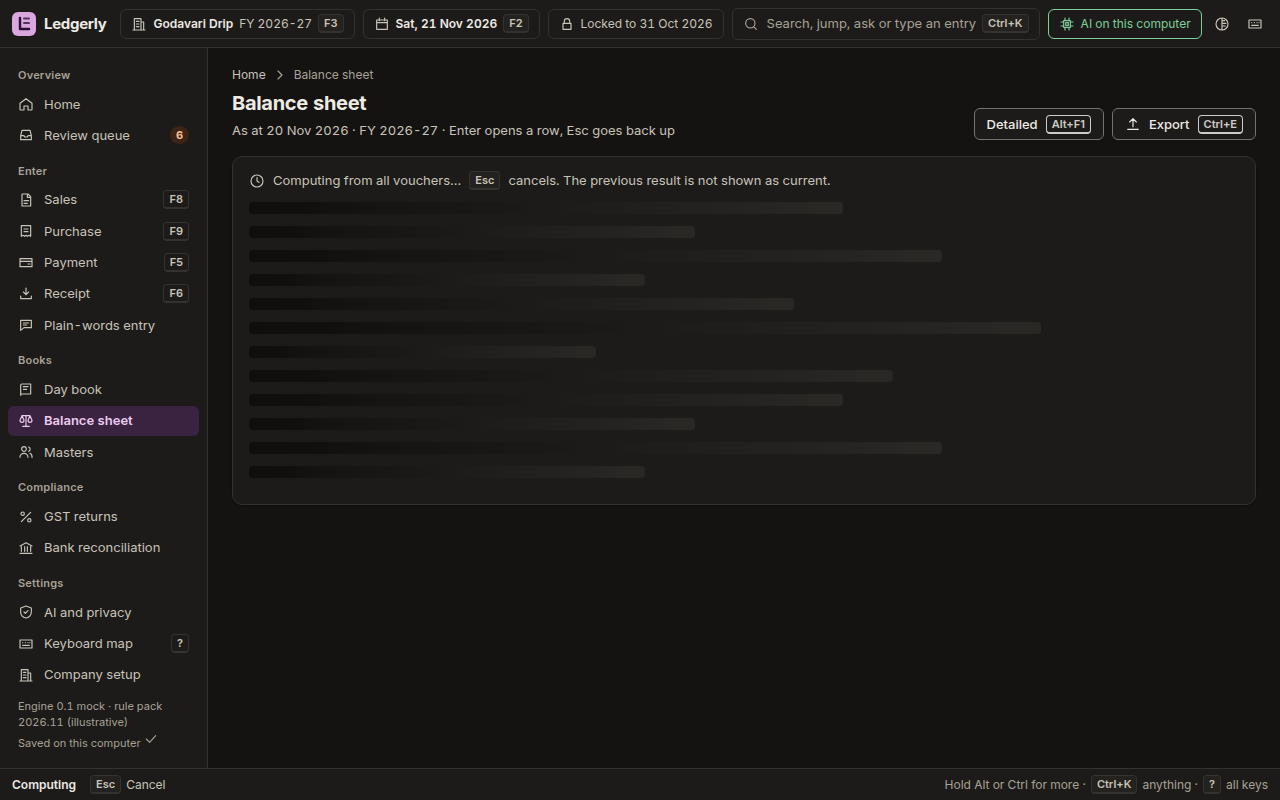 Ledgerly
Godavari Drip FY 2026-27 F3
Sat, 21 Nov 2026 F2
Locked to 31 Oct 2026
Search, jump, ask or type an entry Ctrl+K
AI on this computer
Overview
Home
Review queue 6
Enter
Sales F8
Purchase F9
Payment F5
Receipt F6
Plain-words entry
Books
Day book
Balance sheet
Masters
Compliance
GST returns
Bank reconciliation
Settings
AI and privacy
Keyboard map ?
Company setup
Engine 0.1 mock · rule pack
2026.11 (illustrative)
Saved on this computer
Home Balance sheet
Balance sheet
As at 20 Nov 2026 · FY 2026-27 · Enter opens a row, Esc goes back up
Detailed Alt+F1
Export Ctrl+E
Computing from all vouchers... Esc cancels. The previous result is not shown as current.
Computing Esc Cancel
Hold Alt or Ctrl for more · Ctrl+K anything · ? all keys